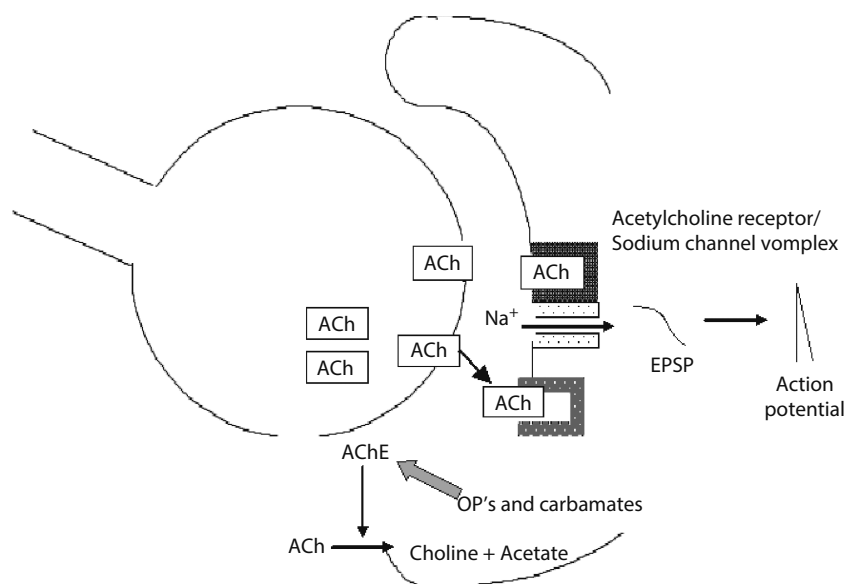 Acetylcholine receptor/
Sodium channel vomplex
ACh
ACh
ACh
Na+
ACh
ACh
EPSP
ACh
ACh
Action
potential
AChE
OP's and carbamates
ACh
Choline + Acetate